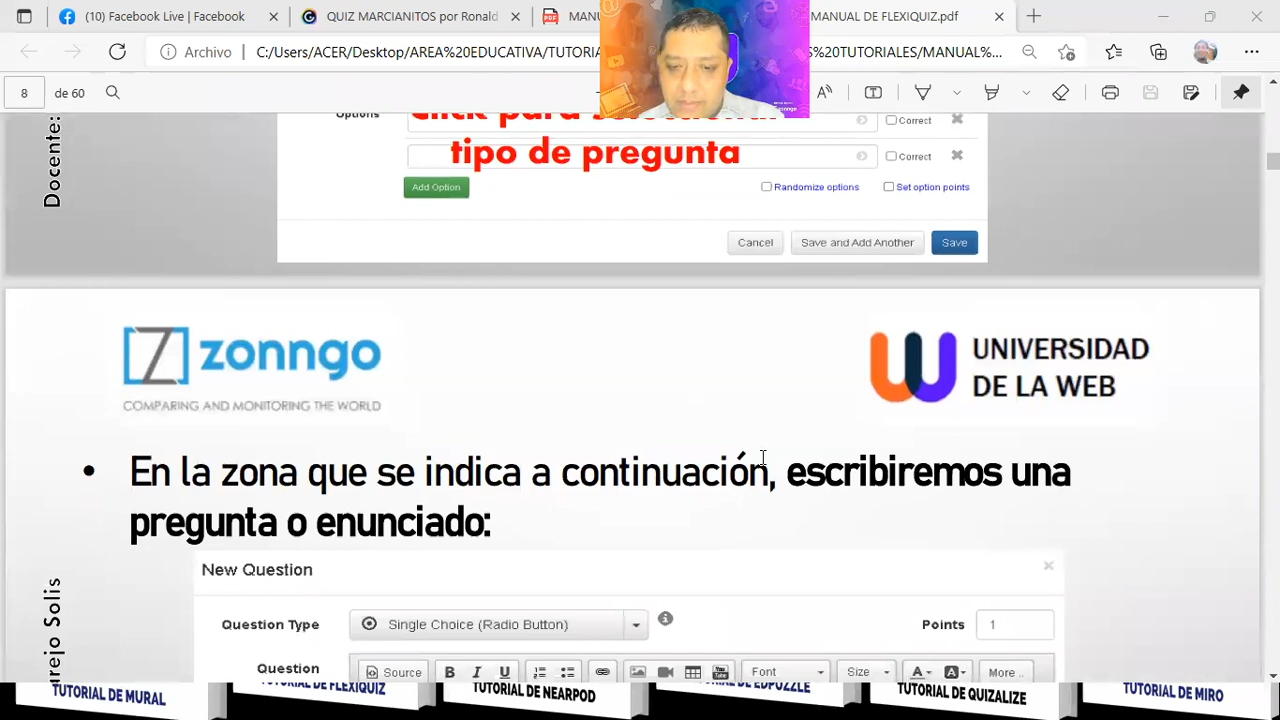 (10) Facebook Live | Facebook
QUIZ MARCIANITOS por Ronald
MANU
MANUAL DE FLEXIQUIZ.pdf
Archivo
C:/Users/ACER/Desktop/AREA%20EDUCATIVA/TUTORIA
S%20TUTORIALES/MANUAL%...
8
de 60
Docente:
Options
tipo de pregunta
Correct
Correct
Add Option
Randomize options
Set option points
Cancel
Save and Add Another
Save
zonngo
COMPARING AND MONITORING THE WORLD
UNIVERSIDAD
DE LA WEB
• En la zona que se indica a continuación, escribiremos una
pregunta o enunciado:
arejo Solis
New Question
Question Type
Single Choice (Radio Button)
Points
1
Question
Source
B I U
Font
Size
A
A
More ..
TUTORIAL DE MURAL
TUTORIAL DE FLEXIQUIZ
TUTORIAL DE NEARPOD
TUTORIAL DE EDPUZZLE
TUTORIAL DE QUIZALIZE
TUTORIAL DE MIRO